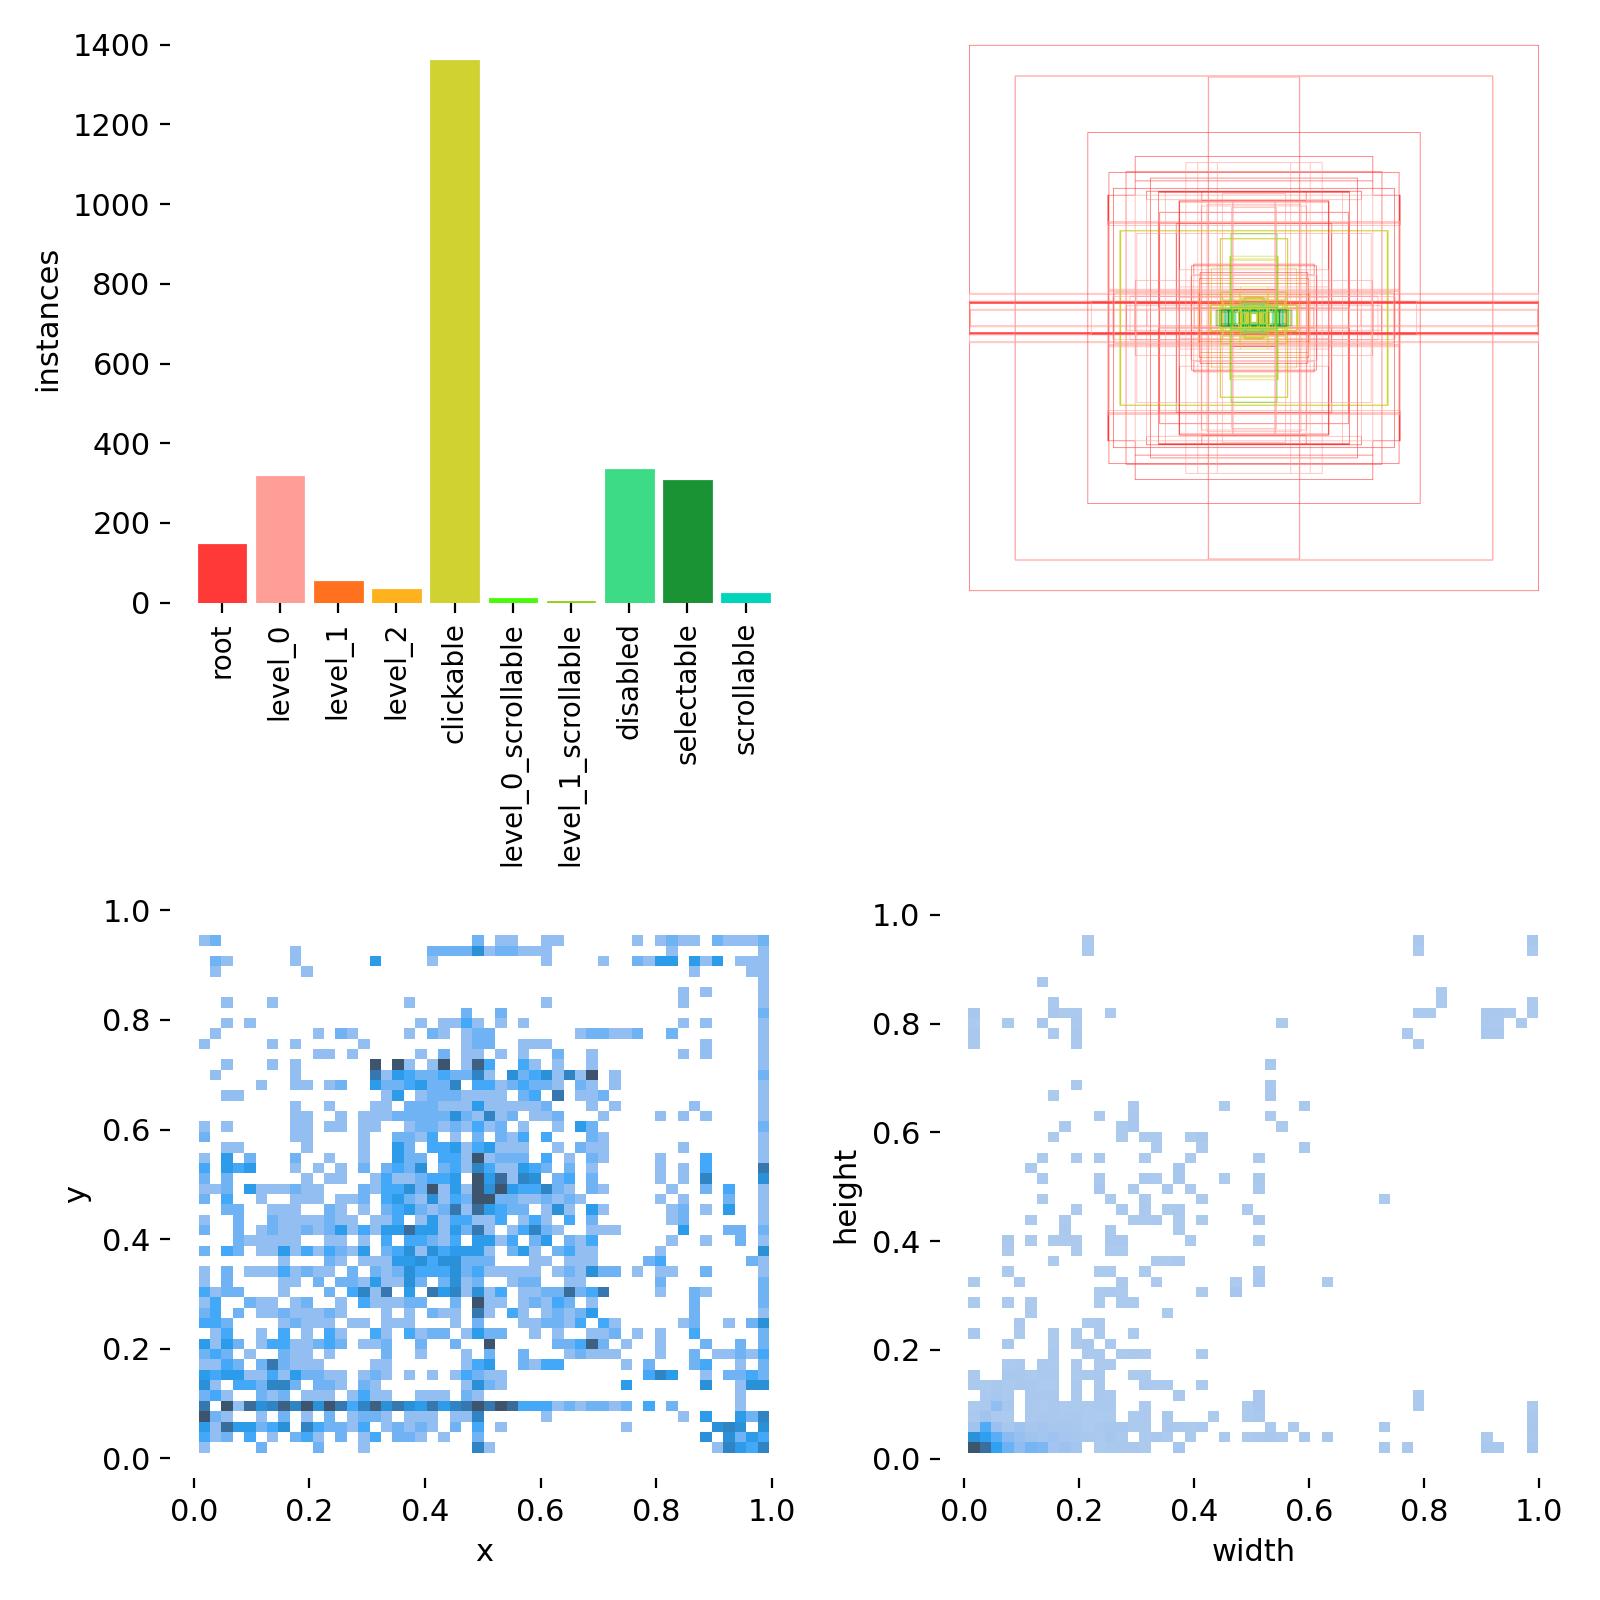 1400
1200
1000
800
600
400
200
0
instances
root
level_0
level_1
level_2
clickable
level_0_scrollable
level_1_scrollable
disabled
selectable
scrollable
1.0
0.8
0.6
0.4
0.2
0.0
y
0.0 0.2 0.4 0.6 0.8 1.0
x
1.0
0.8
0.6
0.4
0.2
0.0
height
0.0 0.2 0.4 0.6 0.8 1.0
width